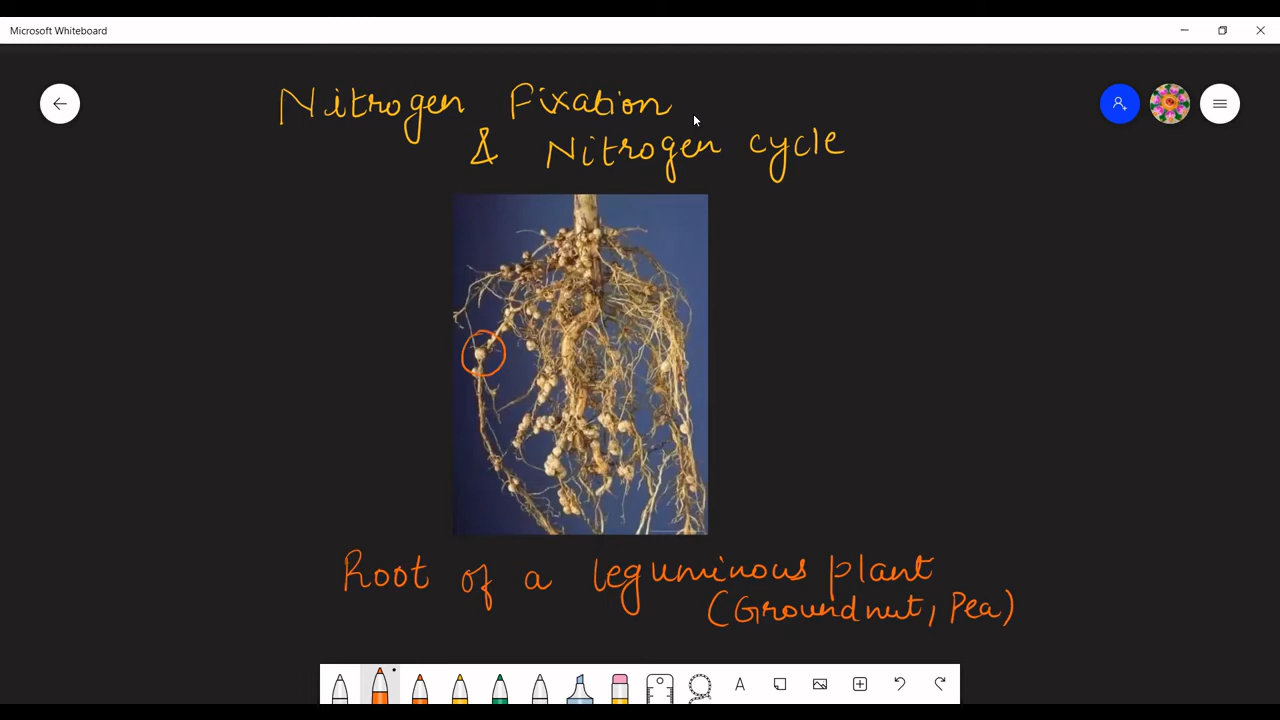 Microsoft Whiteboard
Nitrogen Fixation
& Nitrogen cycle
Root of a leguminous plant
(Groundnut, Pea)
A